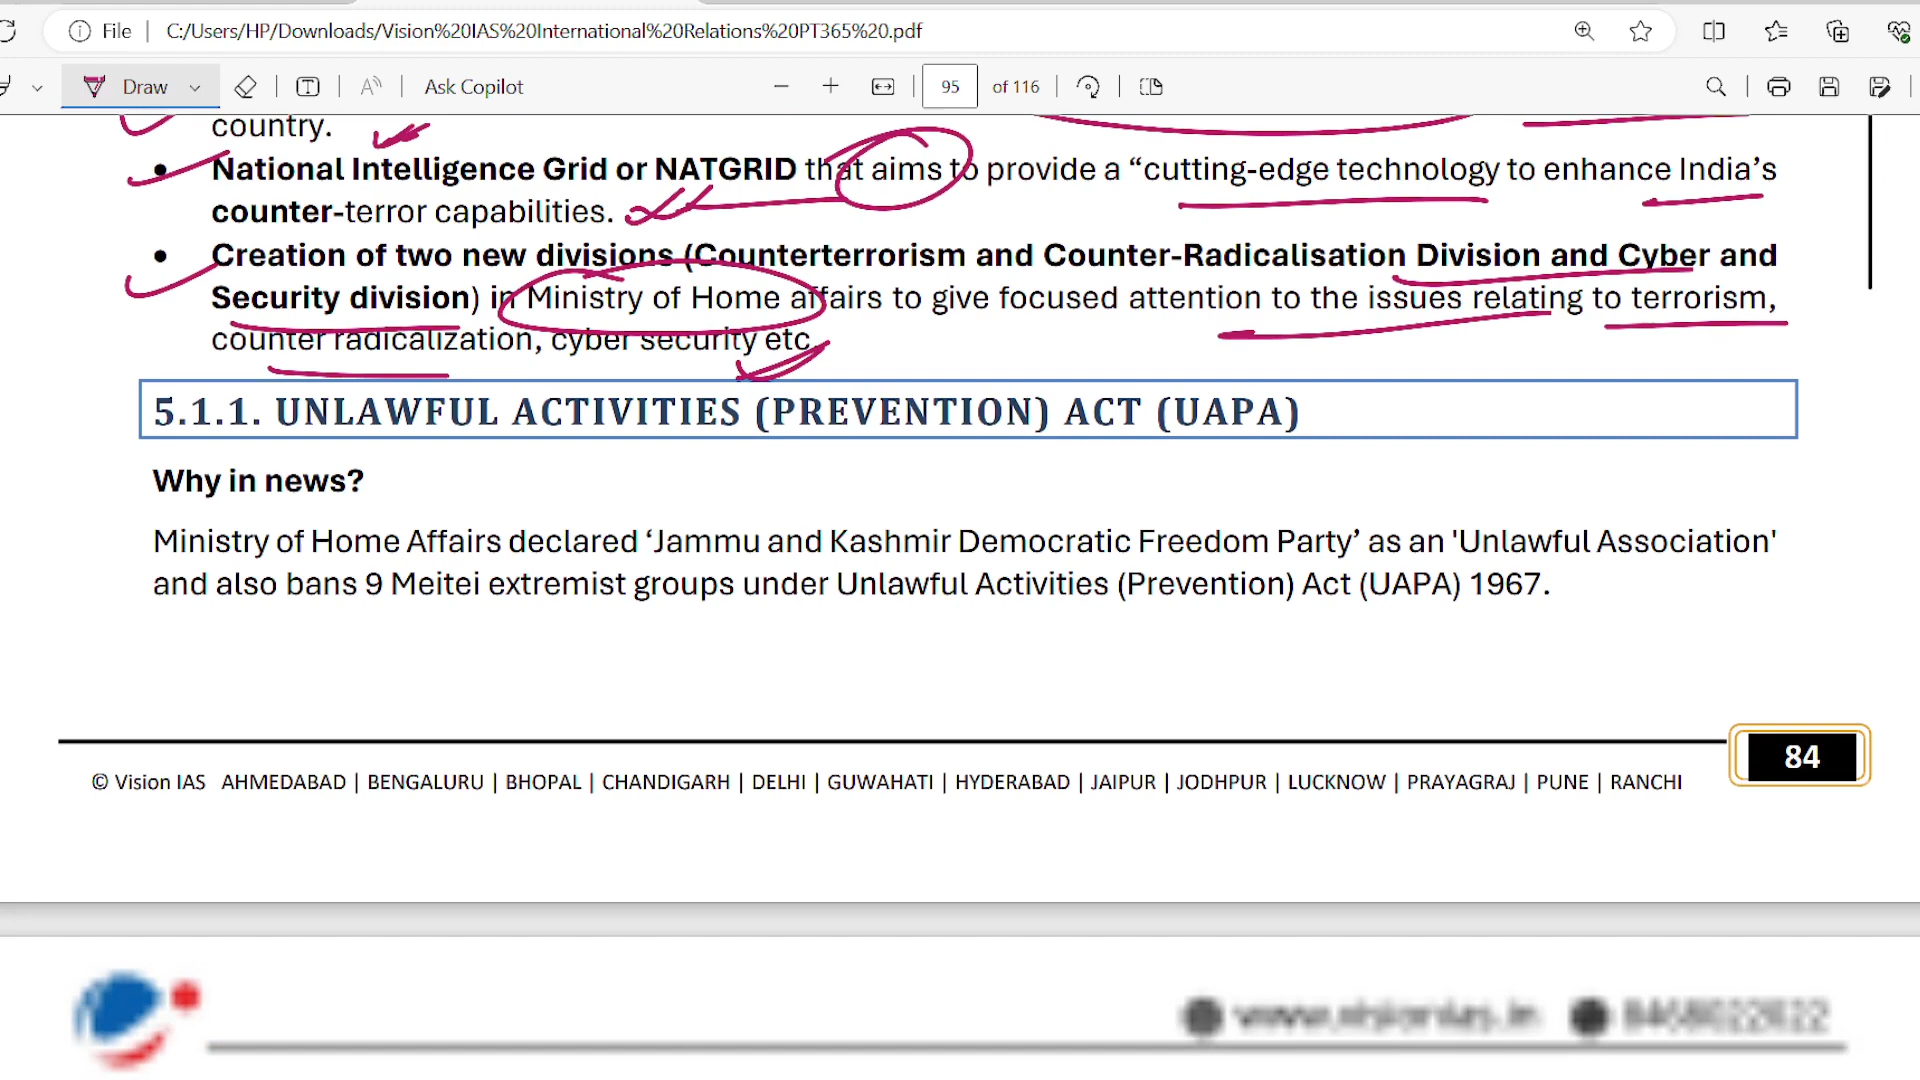 File C:/Users/HP/Downloads/Vision%20IAS%20International%20Relations%20PT365%20.pdf
Draw Ask Copilot 95 of 116
country.
• National Intelligence Grid or NATGRID that aims to provide a “cutting-edge technology to enhance India’s
counter-terror capabilities.
• Creation of two new divisions (Counterterrorism and Counter-Radicalisation Division and Cyber and
Security division) in Ministry of Home affairs to give focused attention to the issues relating to terrorism,
counter radicalization, cyber security etc.
5.1.1. UNLAWFUL ACTIVITIES (PREVENTION) ACT (UAPA)
Why in news?
Ministry of Home Affairs declared ‘Jammu and Kashmir Democratic Freedom Party’ as an 'Unlawful Association'
and also bans 9 Meitei extremist groups under Unlawful Activities (Prevention) Act (UAPA) 1967.
84
© Vision IAS AHMEDABAD | BENGALURU | BHOPAL | CHANDIGARH | DELHI | GUWAHATI | HYDERABAD | JAIPUR | JODHPUR | LUCKNOW | PRAYAGRAJ | PUNE | RANCHI